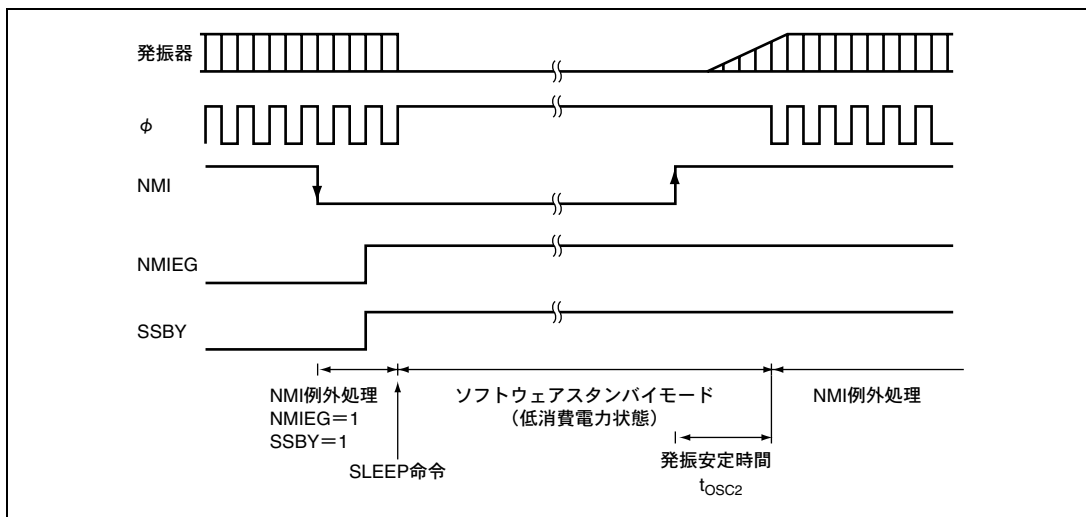 発振器
φ
NMI
NMIEG
SSBY
NMI例外処理
NMIEG＝1
SSBY＝1
SLEEP命令
ソフトウェアスタンバイモード
（低消費電力状態）
発振安定時間
tOSC2
NMI例外処理